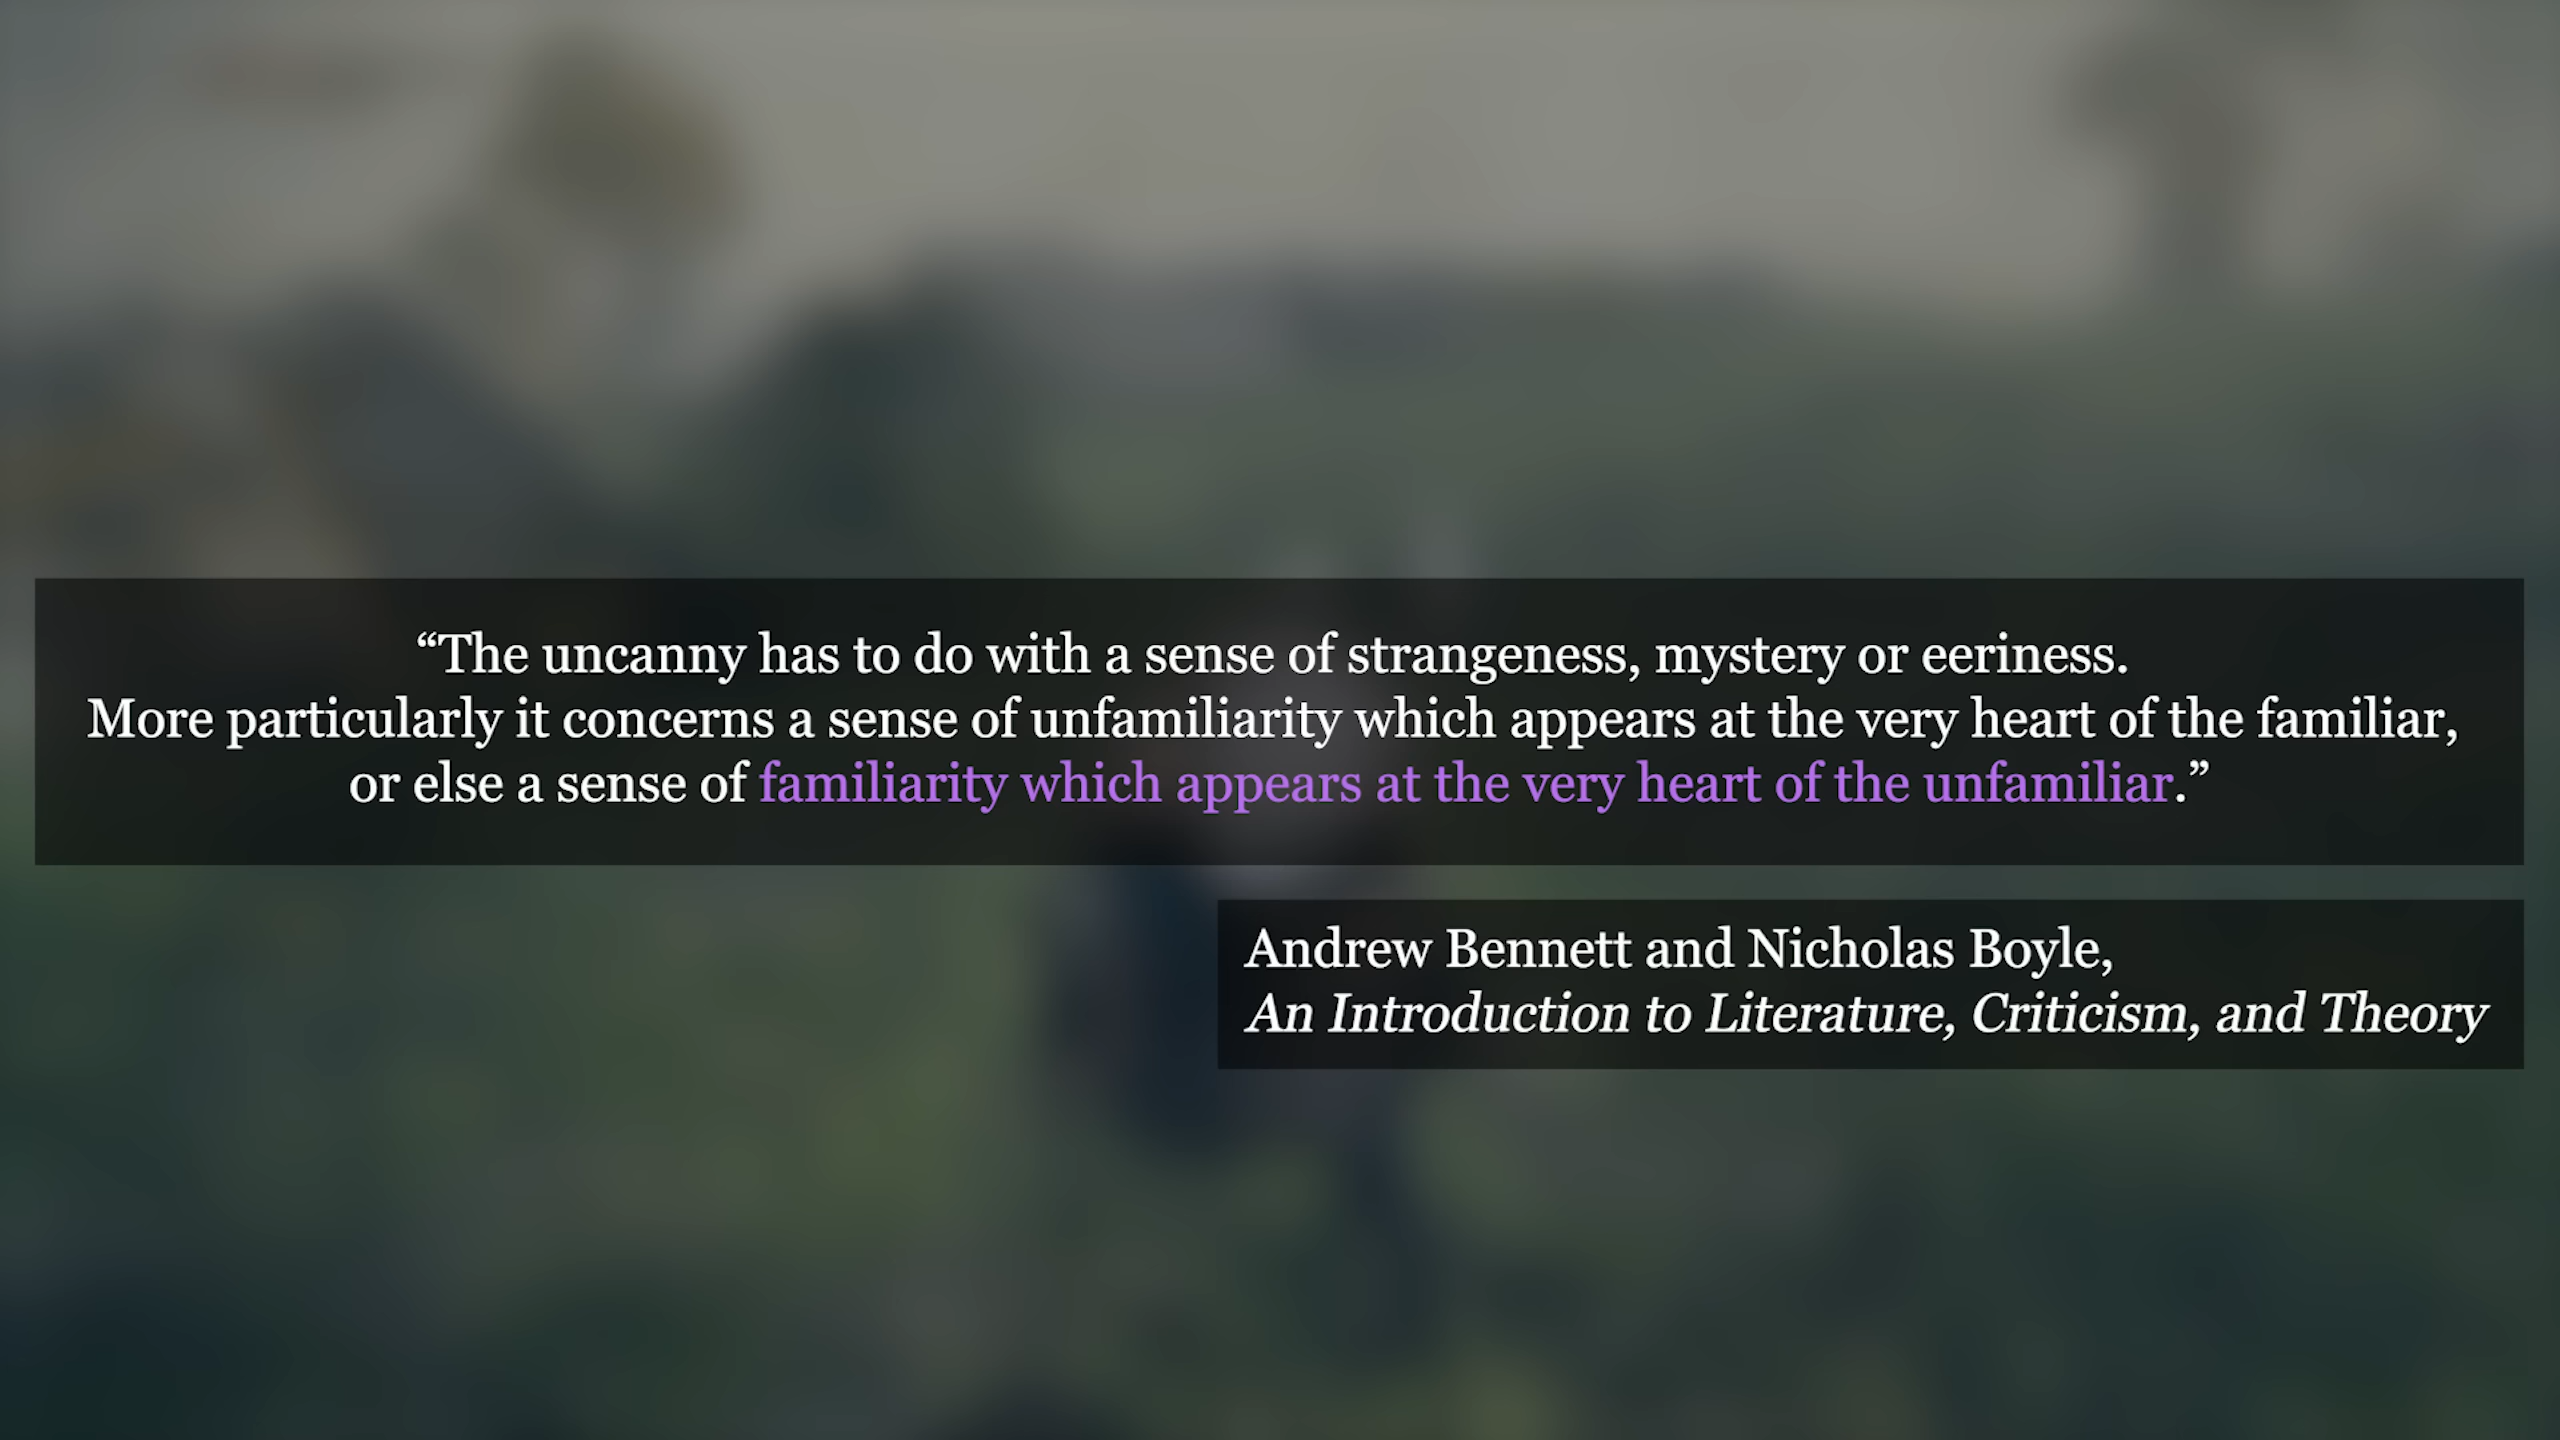 “The uncanny has to do with a sense of strangeness, mystery or eeriness.
More particularly it concerns a sense of unfamiliarity which appears at the very heart of the familiar,
or else a sense of familiarity which appears at the very heart of the unfamiliar.”
Andrew Bennett and Nicholas Boyle,
An Introduction to Literature, Criticism, and Theory